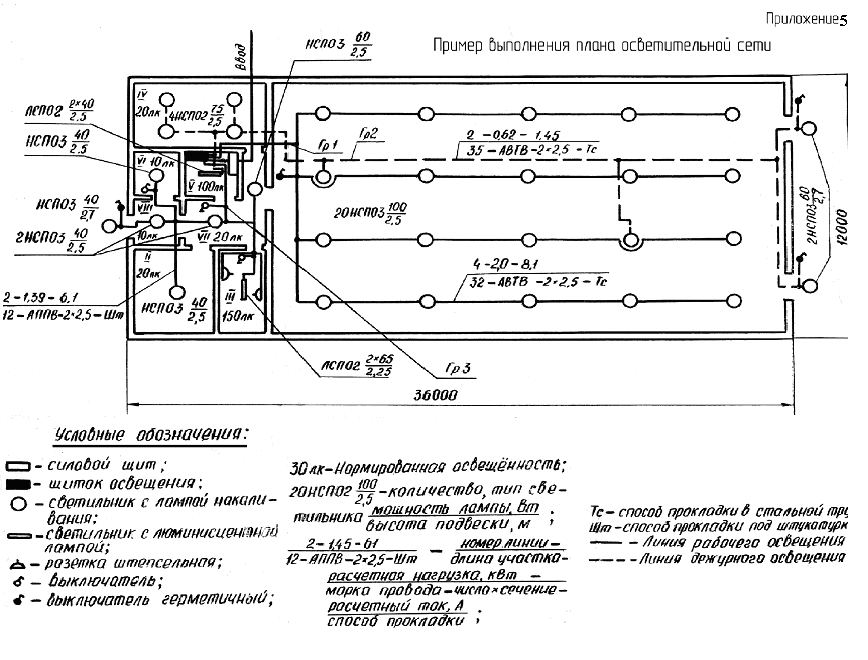 Приложение5
Пример выполнения плана осветительной сети
ввод
НСП03 60/2,5
ЛСП02 2×40/2.5
НСП03 40/2.5
НСП03 40/2,7
2НСП03 40/2,5
2-1,39-6,1
12-АППВ-2×2,5-Шт
IV
20лк
4НСП02 75/2,5
VI 10лк
V 100лк
VIII
10лк
VII 20лк
II
20лк
НСП03 40/2,5
III
150лк
ЛСП02 2×65/2,25
Гр1
Гр2
Гр3
2-0,62-1,45
35-АВТВ-2×2,5-Тс
20НСП03 100/2,5
4-2,0-8,1
32-АВТВ-2×2,5-Тс
2НСП03 60/2,7
12000
36000
Условные обозначения:
- силовой щит;
- щиток освещения;
- светильник с лампой накали-
вания;
- светильник с люминисцентной
лампой;
- розетка штепсельная;
- выключатель;
- выключатель герметичный;
30лк-Нормированная освещённость;
20НСП02 100/2,5 -количество, тип све-
тильника мощность лампы, Вт. /
высота подвески, м ;
2-1,45-61 / 12-АППВ-2×2,5-Шт - номер линии-
длина участка-
расчетная нагрузка, кВт -
марка провода-число×сечение-
расчетный ток, А .
способ прокладки ;
Тс- способ прокладки в стальной тру
Шт-способ прокладки под штукатурк
- Линия рабочего освещения
- Линия дежурного освещения